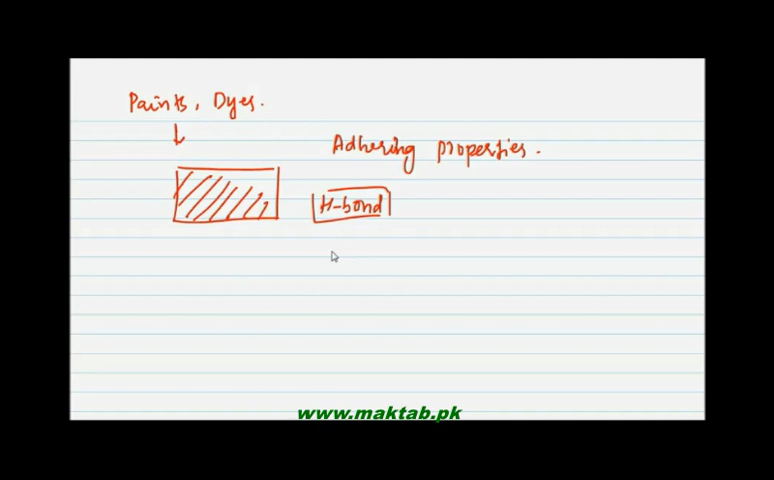 Paints, Dyes.
Adhering properties.
H-bond
www.maktab.pk